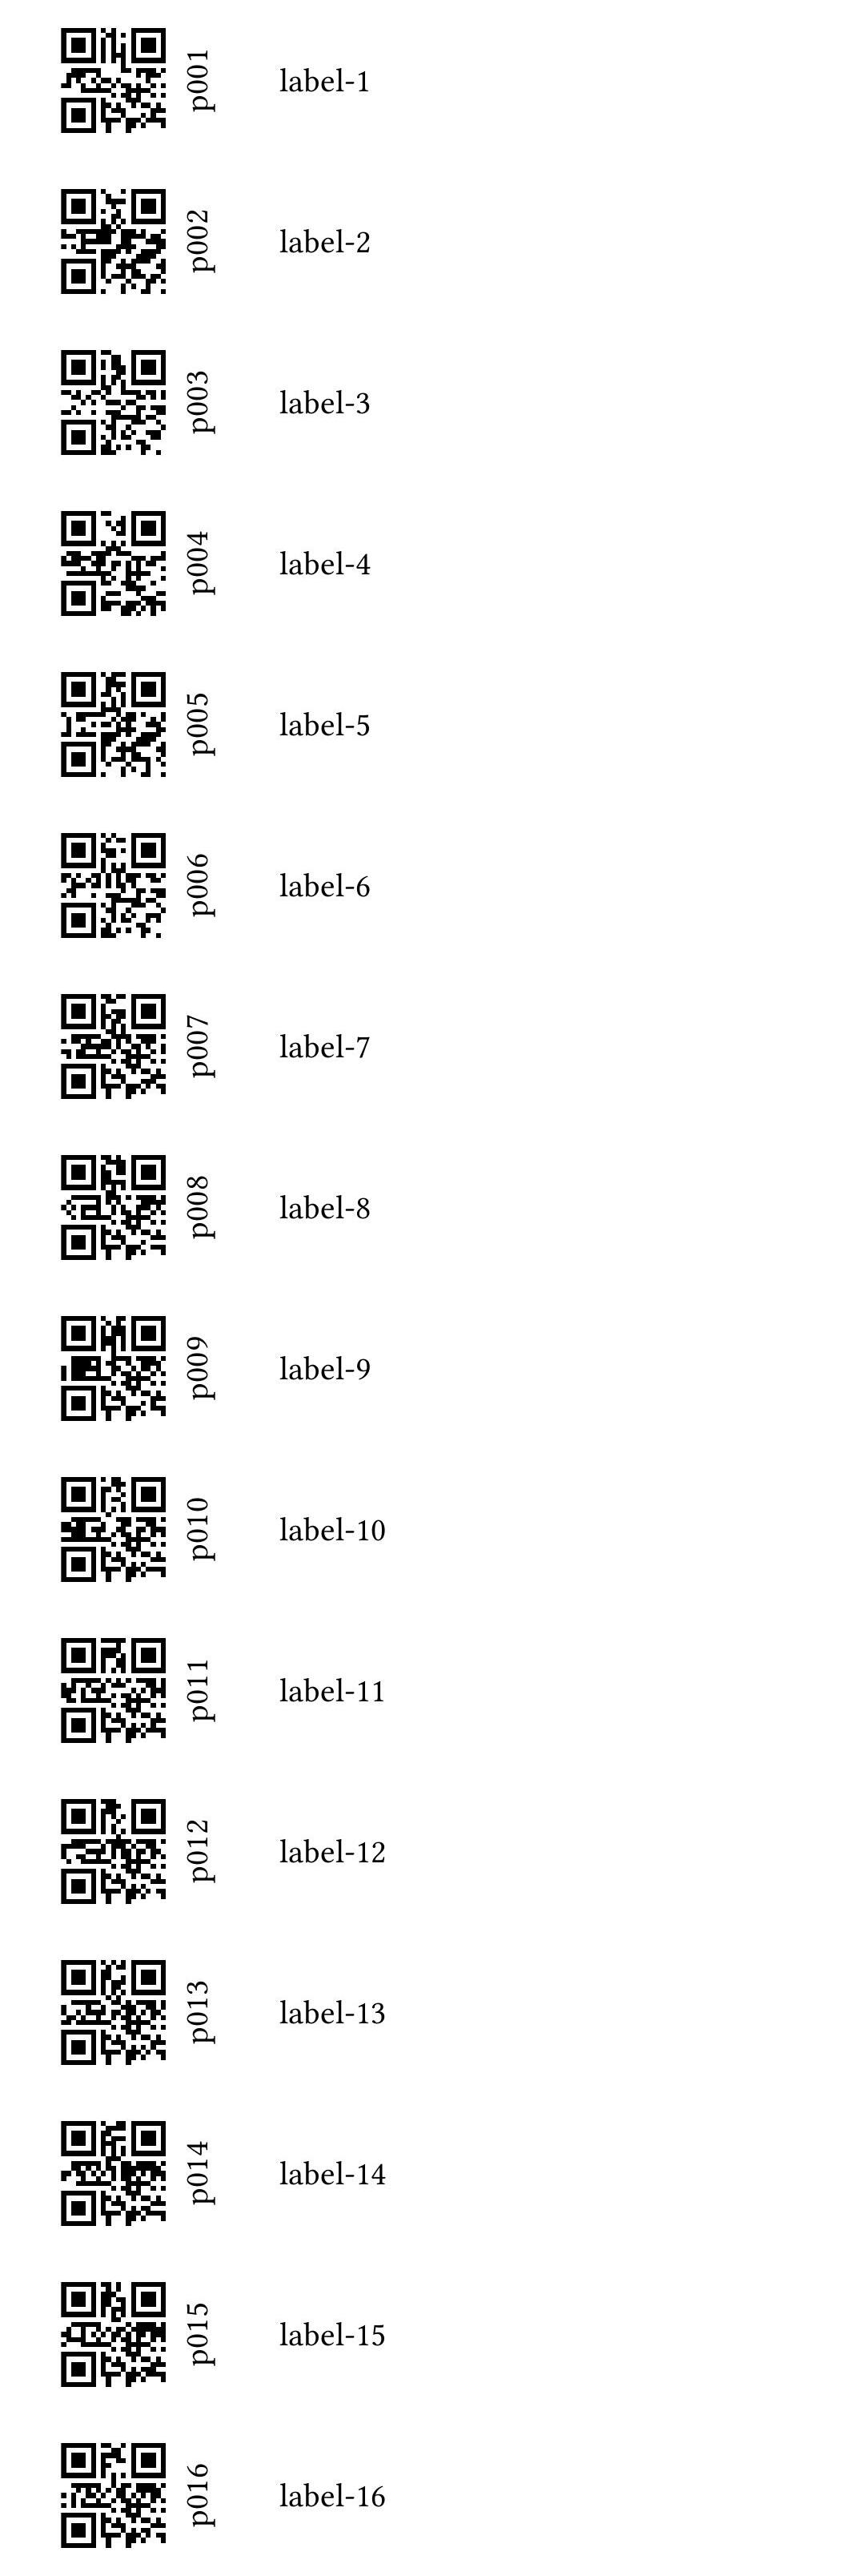 p001 label-1
p002 label-2
p003 label-3
p004 label-4
p005 label-5
p006 label-6
p007 label-7
p008 label-8
p009 label-9
p010 label-10
p011 label-11
p012 label-12
p013 label-13
p014 label-14
p015 label-15
p016 label-16